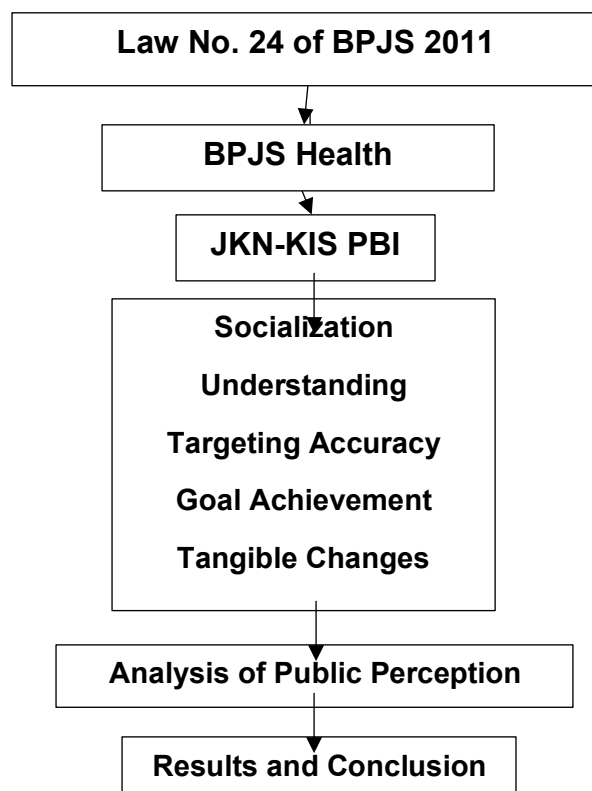 Law No. 24 of BPJS 2011
BPJS Health
JKN-KIS PBI
Socialization
Understanding
Targeting Accuracy
Goal Achievement
Tangible Changes
Analysis of Public Perception
Results and Conclusion